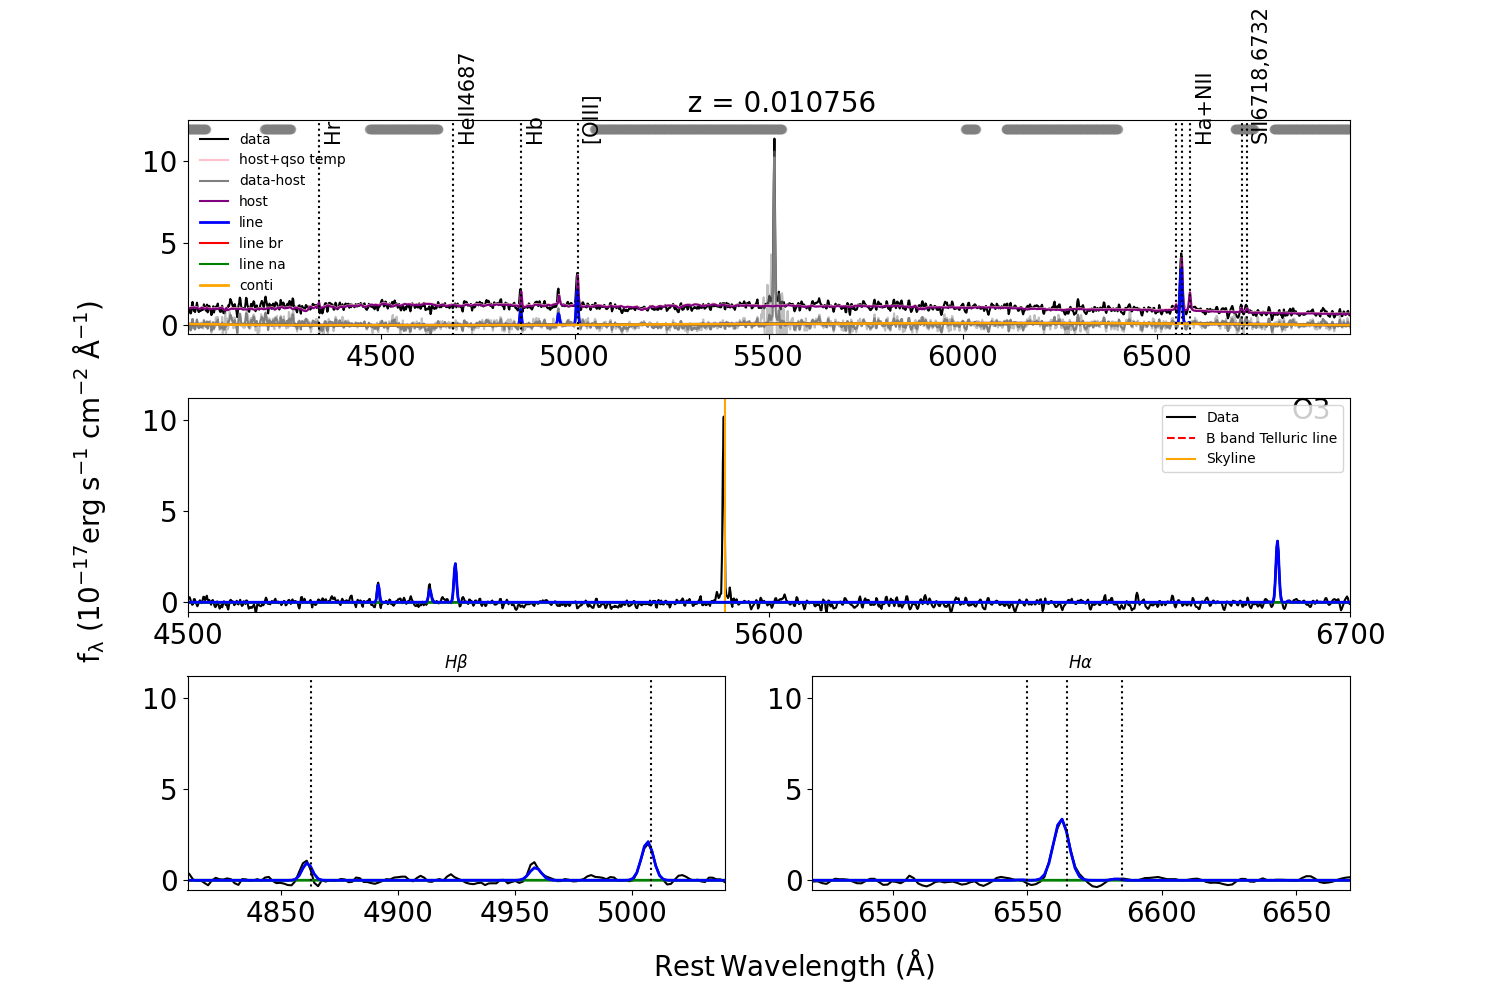 Hr
HeII4687
Hb
[OIII]
Ha+NII
SII6718,6732
z = 0.010756
data
host+qso temp
data-host
host
line
line br
line na
conti
10
5
0
4500
5000
5500
6000
6500
O3
Data
B band Telluric line
Skyline
10
5
0
4500
5600
6700
fλ (10−17erg s−1 cm−2 Å−1)
Hβ
10
5
0
4850
4900
4950
5000
Hα
10
5
0
6500
6550
6600
6650
Rest Wavelength (Å)